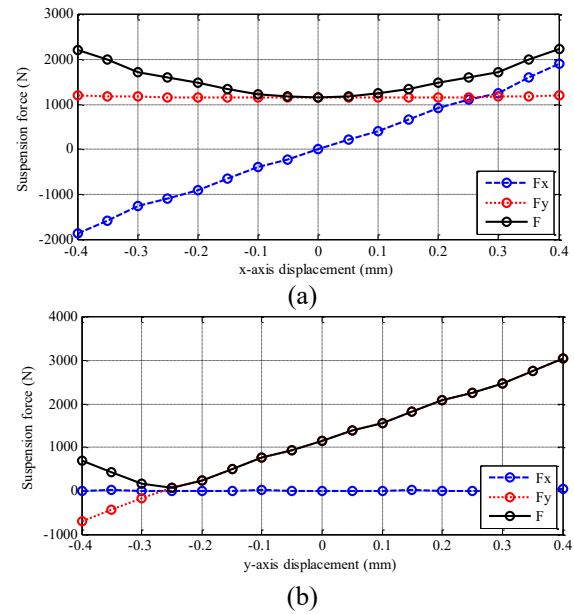 3000
2000
1000
0
-1000
-2000
Suspension force (N)
-0.4 -0.3 -0.2 -0.1 0 0.1 0.2 0.3 0.4
x-axis displacement (mm)
Fx
Fy
F
(a)
4000
3000
2000
1000
0
-1000
Suspension force (N)
-0.4 -0.3 -0.2 -0.1 0 0.1 0.2 0.3 0.4
y-axis displacement (mm)
Fx
Fy
F
(b)